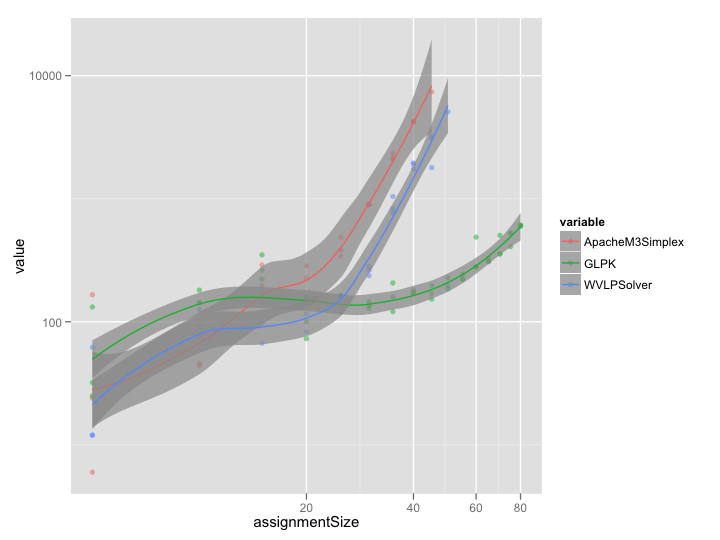 10000
100
value
20
40
60
80
assignmentSize
variable
ApacheM3Simplex
GLPK
WVLPSolver